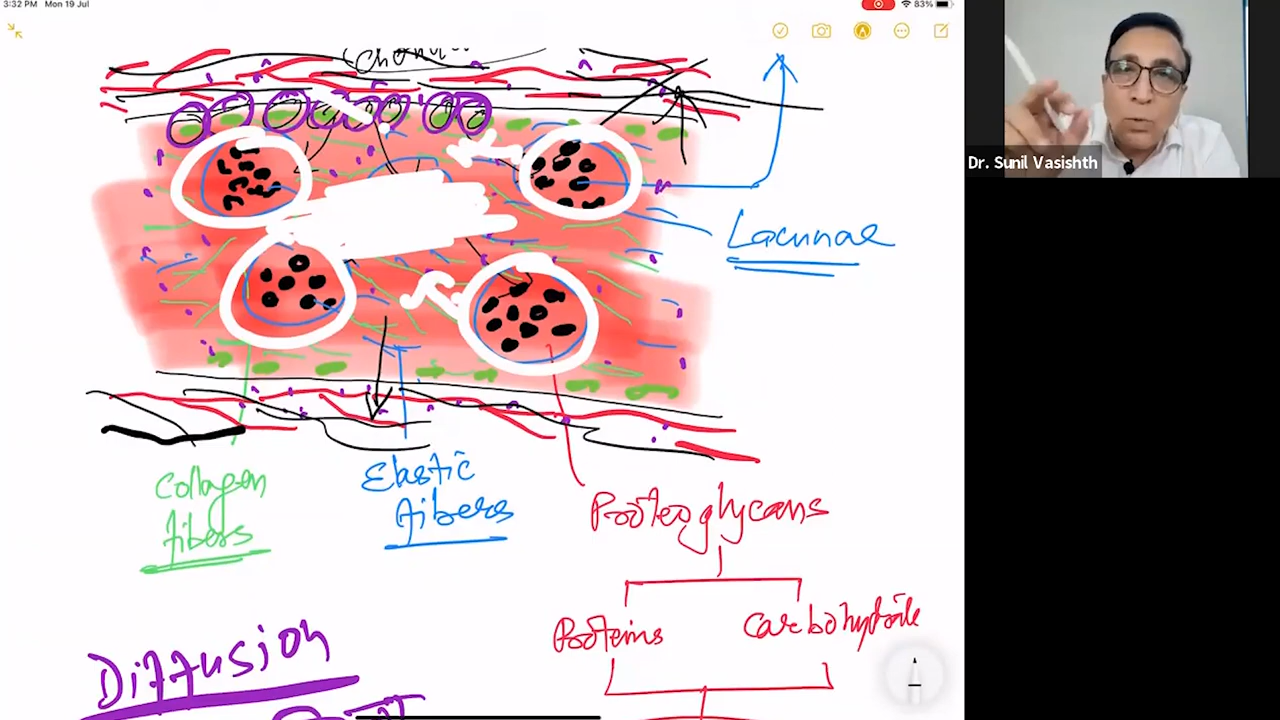 3:32 PM Mon 19 Jul
83%
Dr. Sunil Vasishth
Lacunae
Collagen
fibers
Elastic
fibers
Proteoglycans
Proteins
Carbohydrate
Diffusion